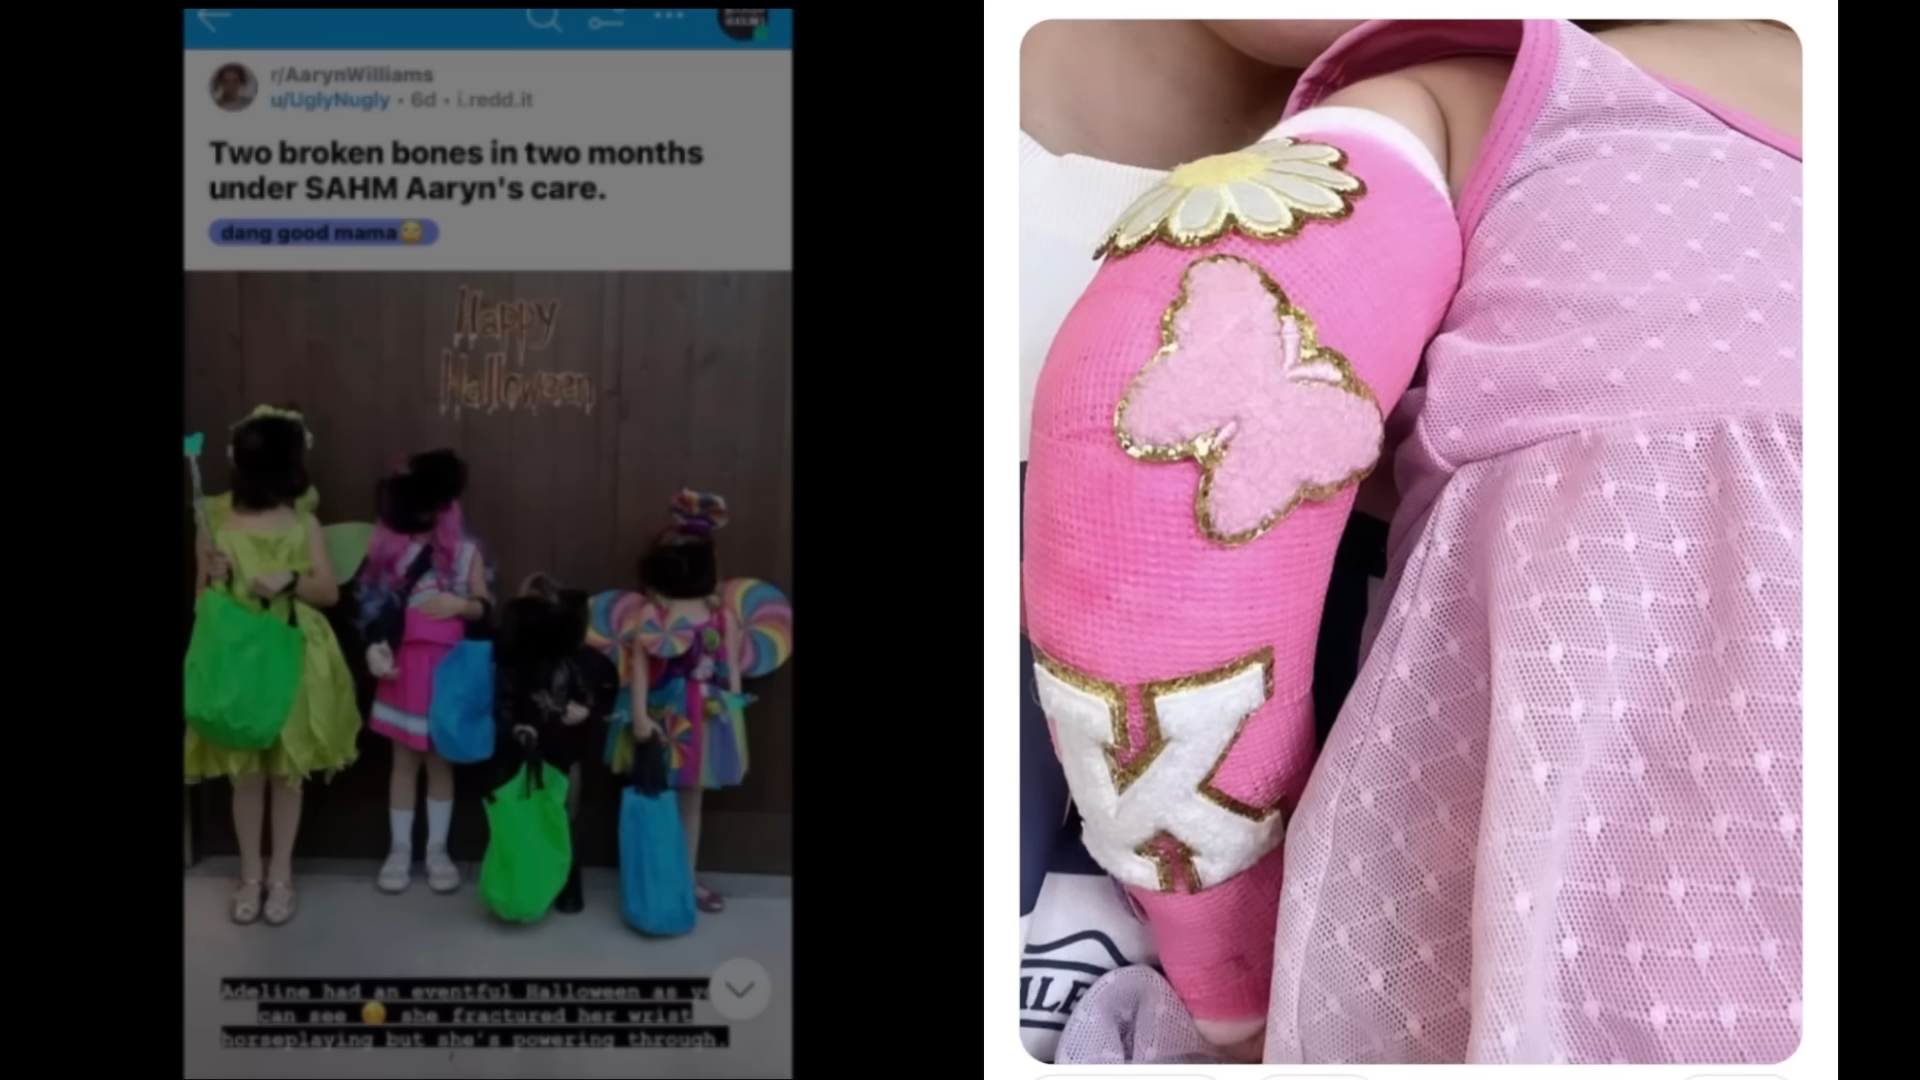 r/AarynWilliams
u/UglyNugly · 6d · i.redd.it
Two broken bones in two months
under SAHM Aaryn's care.
dang good mama😳
Happy
Halloween
Adeline had an eventful Halloween as
can see 🙂 she fractured her wrist
horseplaying but she's powering through.
K